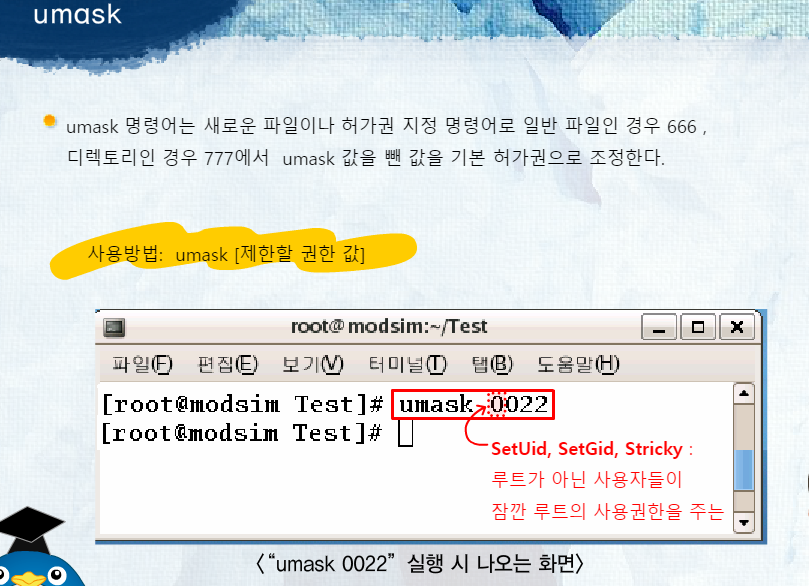 umask
umask 명령어는 새로운 파일이나 허가권 지정 명령어로 일반 파일인 경우 666 ,
디렉토리인 경우 777에서 umask 값을 뺀 값을 기본 허가권으로 조정한다.
사용방법: umask [제한할 권한 값]
root@modsim:~/Test
파일(F) 편집(E) 보기(V) 터미널(T) 탭(B) 도움말(H)
[root@modsim Test]# umask 0022
[root@modsim Test]#
SetUid, SetGid, Stricky :
루트가 아닌 사용자들이
잠깐 루트의 사용권한을 주는
〈“umask 0022” 실행 시 나오는 화면〉